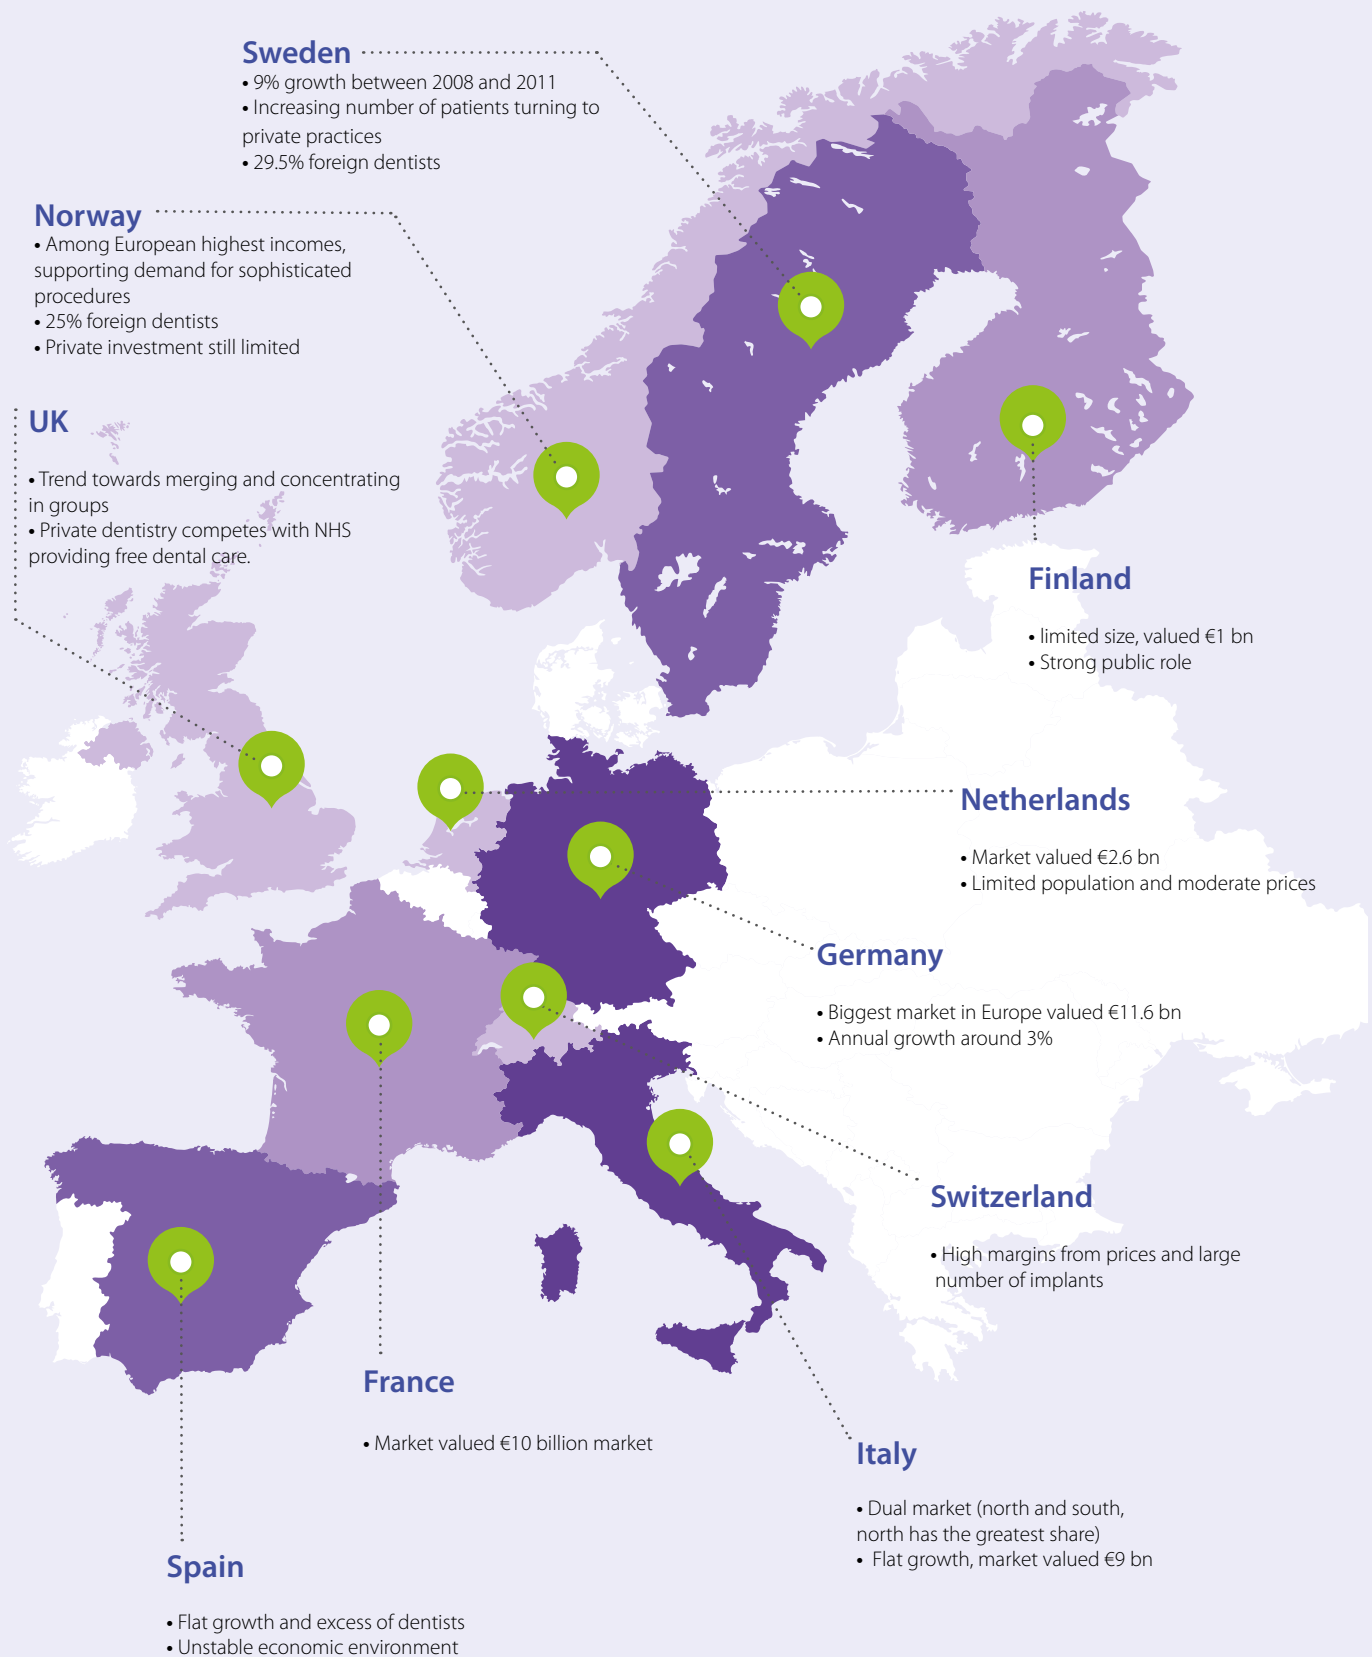 Sweden
• 9% growth between 2008 and 2011
• Increasing number of patients turning to
private practices
• 29.5% foreign dentists
Norway
• Among European highest incomes,
supporting demand for sophisticated
procedures
• 25% foreign dentists
• Private investment still limited
UK
• Trend towards merging and concentrating
in groups
• Private dentistry competes with NHS
providing free dental care.
Finland
• limited size, valued €1 bn
• Strong public role
Netherlands
• Market valued €2.6 bn
• Limited population and moderate prices
Germany
• Biggest market in Europe valued €11.6 bn
• Annual growth around 3%
Switzerland
• High margins from prices and large
number of implants
France
• Market valued €10 billion market
Italy
• Dual market (north and south,
north has the greatest share)
• Flat growth, market valued €9 bn
Spain
• Flat growth and excess of dentists
• Unstable economic environment